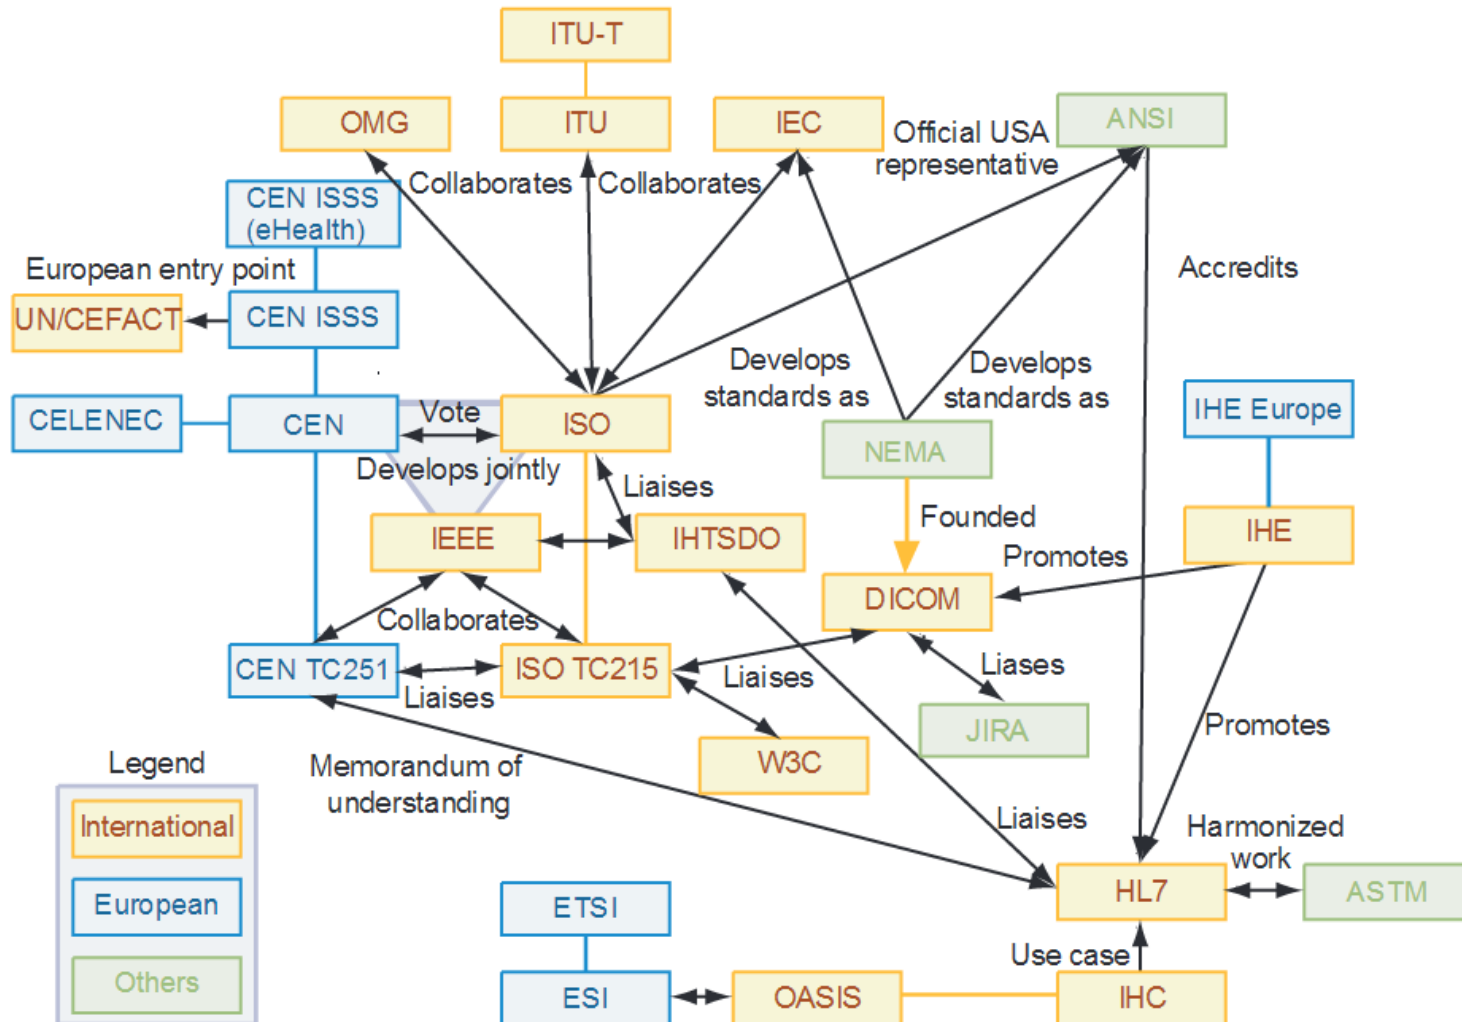 ITU-T
OMG
ITU
IEC
ANSI
Official USA
representative
Collaborates
Collaborates
CEN ISSS
(eHealth)
European entry point
Accredits
UN/CEFACT
CEN ISSS
Develops
standards as
Develops
standards as
CELENEC
CEN
Vote
ISO
IHE Europe
NEMA
Develops jointly
Liaises
Founded
IEEE
IHTSDO
IHE
Promotes
DICOM
Collaborates
CEN TC251
ISO TC215
Liaises
Liaises
Liases
JIRA
Promotes
W3C
Memorandum of
understanding
Legend
International
European
Others
Liaises
Harmonized
work
HL7
ASTM
ETSI
Use case
ESI
OASIS
IHC